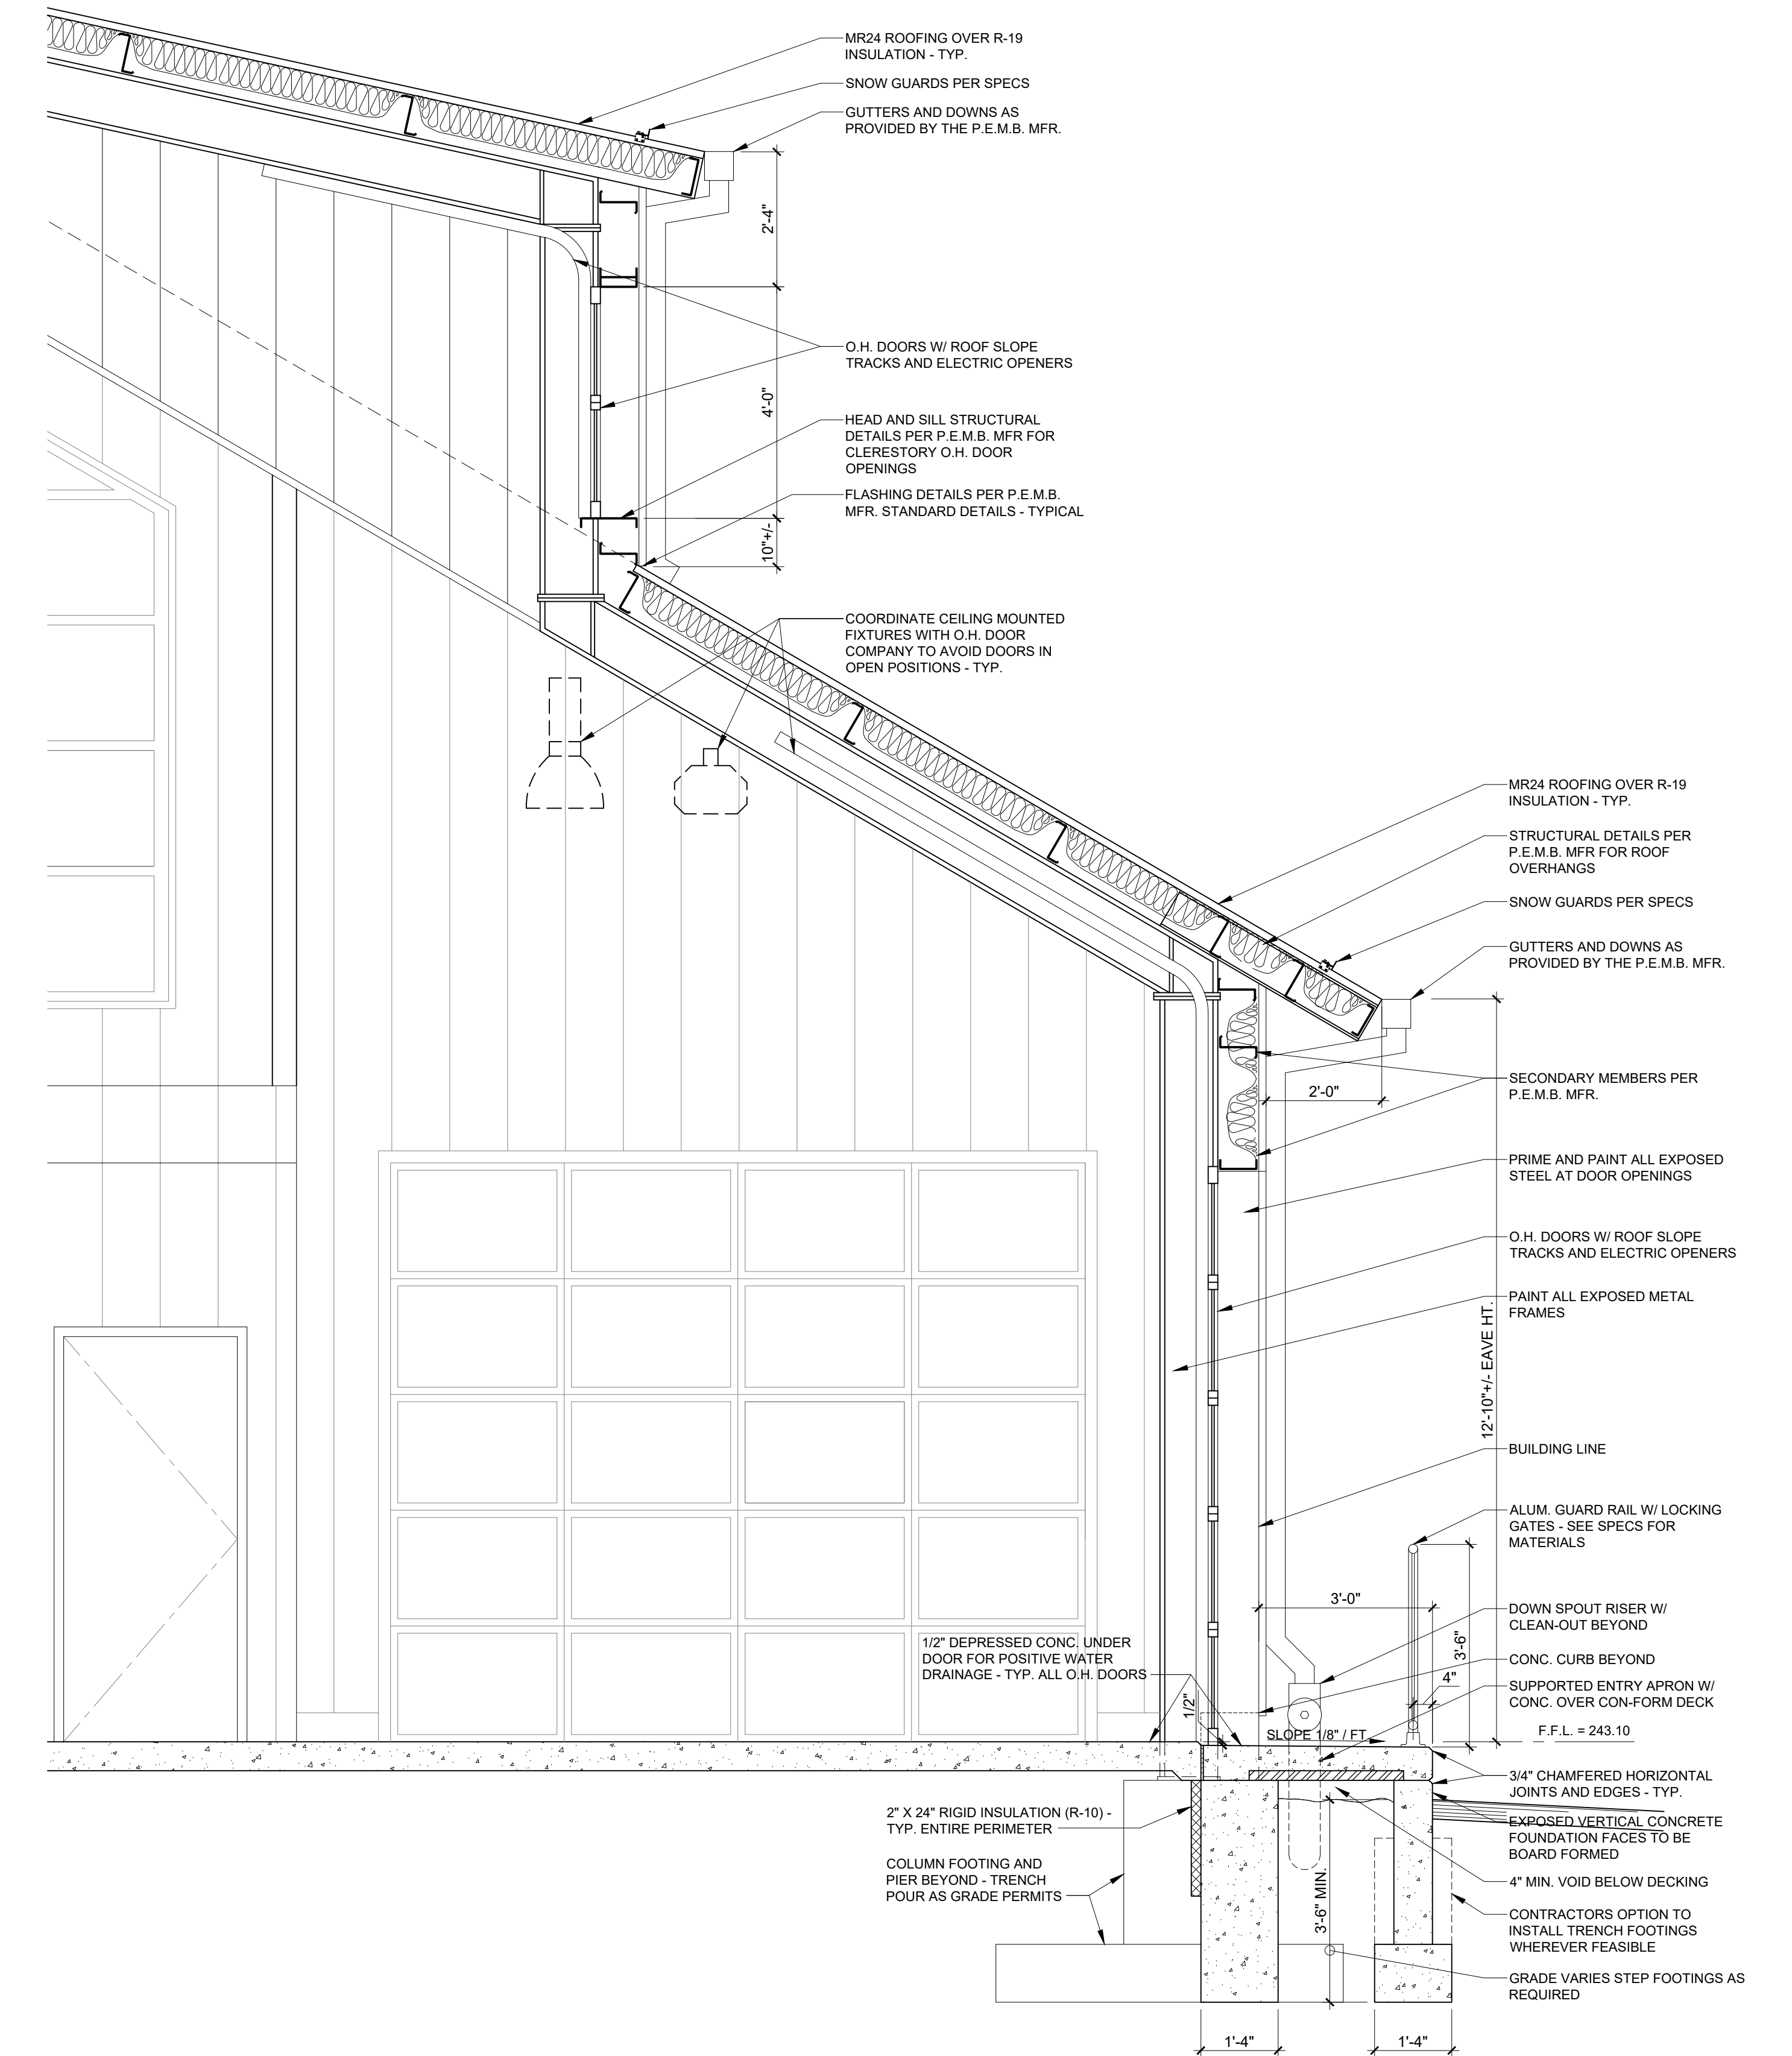 MR24 ROOFING OVER R-19
INSULATION - TYP.
SNOW GUARDS PER SPECS
GUTTERS AND DOWNS AS
PROVIDED BY THE P.E.M.B. MFR.
2'-4"
O.H. DOORS W/ ROOF SLOPE
TRACKS AND ELECTRIC OPENERS
4'-0"
HEAD AND SILL STRUCTURAL
DETAILS PER P.E.M.B. MFR FOR
CLERESTORY O.H. DOOR
OPENINGS
FLASHING DETAILS PER P.E.M.B.
MFR. STANDARD DETAILS - TYPICAL
10"+/-
COORDINATE CEILING MOUNTED
FIXTURES WITH O.H. DOOR
COMPANY TO AVOID DOORS IN
OPEN POSITIONS - TYP.
MR24 ROOFING OVER R-19
INSULATION - TYP.
STRUCTURAL DETAILS PER
P.E.M.B. MFR FOR ROOF
OVERHANGS
SNOW GUARDS PER SPECS
GUTTERS AND DOWNS AS
PROVIDED BY THE P.E.M.B. MFR.
SECONDARY MEMBERS PER
P.E.M.B. MFR.
2'-0"
PRIME AND PAINT ALL EXPOSED
STEEL AT DOOR OPENINGS
O.H. DOORS W/ ROOF SLOPE
TRACKS AND ELECTRIC OPENERS
PAINT ALL EXPOSED METAL
FRAMES
12'-10"+/- EAVE HT.
BUILDING LINE
ALUM. GUARD RAIL W/ LOCKING
GATES - SEE SPECS FOR
MATERIALS
3'-0"
DOWN SPOUT RISER W/
CLEAN-OUT BEYOND
3'-6"
1/2" DEPRESSED CONC. UNDER
DOOR FOR POSITIVE WATER
DRAINAGE - TYP. ALL O.H. DOORS
CONC. CURB BEYOND
4"
SUPPORTED ENTRY APRON W/
CONC. OVER CON-FORM DECK
1/2"
SLOPE 1/8" / FT
F.F.L. = 243.10
3/4" CHAMFERED HORIZONTAL
JOINTS AND EDGES - TYP.
2" X 24" RIGID INSULATION (R-10) -
TYP. ENTIRE PERIMETER
EXPOSED VERTICAL CONCRETE
FOUNDATION FACES TO BE
BOARD FORMED
COLUMN FOOTING AND
PIER BEYOND - TRENCH
POUR AS GRADE PERMITS
4" MIN. VOID BELOW DECKING
3'-6" MIN.
CONTRACTORS OPTION TO
INSTALL TRENCH FOOTINGS
WHEREVER FEASIBLE
GRADE VARIES STEP FOOTINGS AS
REQUIRED
1'-4"
1'-4"